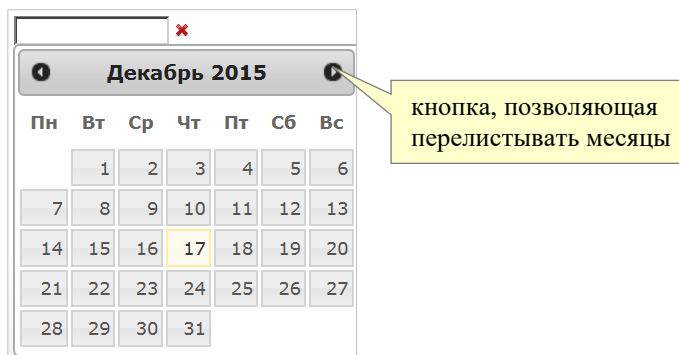 Декабрь 2015
кнопка, позволяющая
перелистывать месяцы
Пн Вт Ср Чт Пт Сб Вс
1 2 3 4 5 6
7 8 9 10 11 12 13
14 15 16 17 18 19 20
21 22 23 24 25 26 27
28 29 30 31